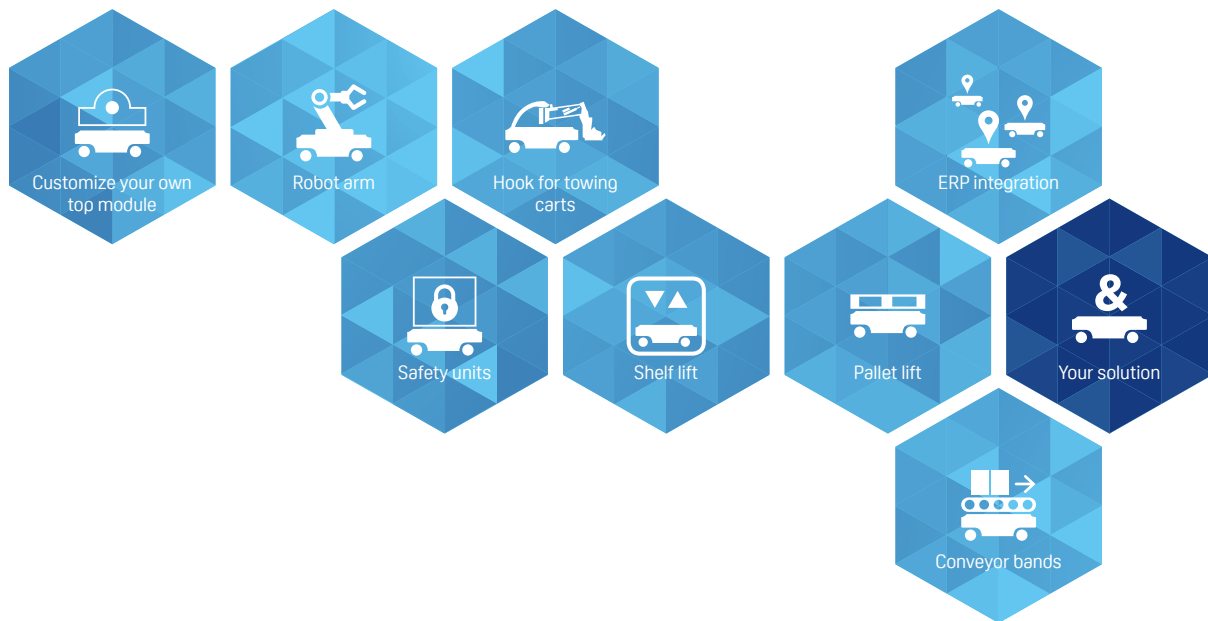 Customize your own
top module
Robot arm
Hook for towing
carts
ERP integration
Safety units
Shelf lift
Pallet lift
&
Your solution
Conveyor bands